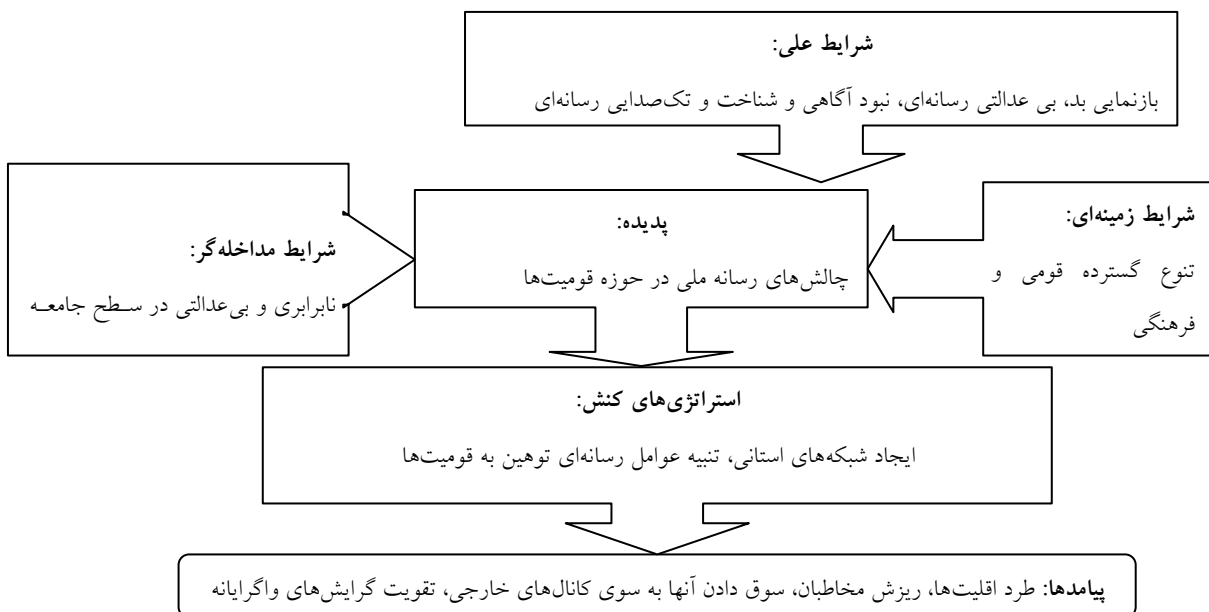 شرایط علی:
بازنمایی بد، بی عدالتی رسانه‌ای، نبود آگاهی و شناخت و تک‌صدایی رسانه‌ای
شرایط زمینه‌ای:
تنوع گسترده قومی و
فرهنگی
پدیده:
چالش‌های رسانه ملی در حوزه قومیت‌ها
شرایط مداخله‌گر:
نابرابری و بی‌عدالتی در سطح جامعه
استراتژی‌های کنش:
ایجاد شبکه‌های استانی، تنبیه عوامل رسانه‌ای توهین به قومیت‌ها
پیامدها: طرد اقلیت‌ها، ریزش مخاطبان، سوق دادن آنها به سوی کانال‌های خارجی، تقویت گرایش‌های واگرایانه